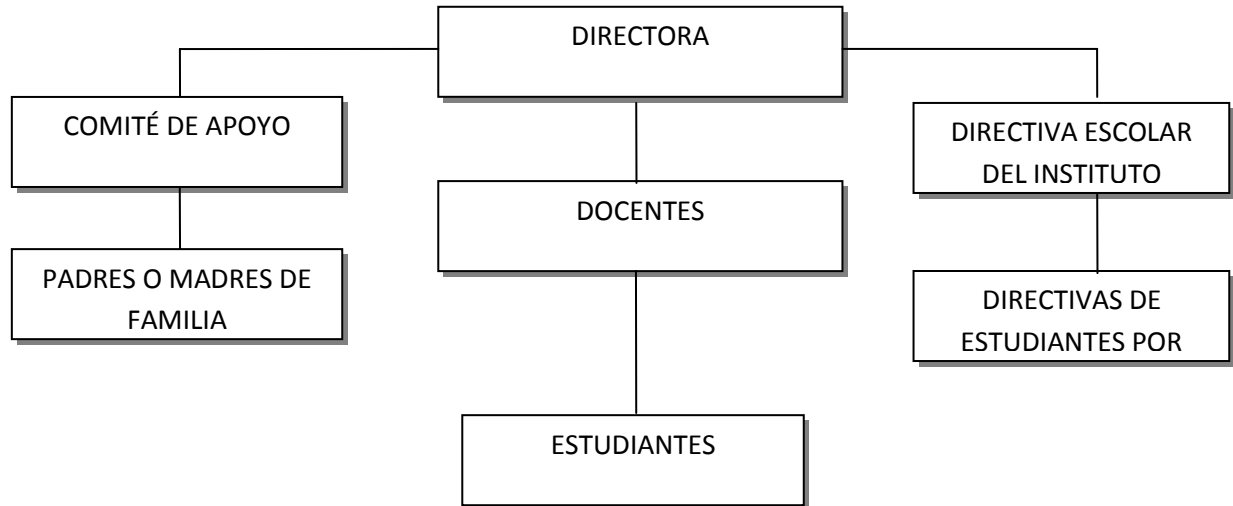 DIRECTORA
COMITÉ DE APOYO
DIRECTIVA ESCOLAR
DEL INSTITUTO
DOCENTES
PADRES O MADRES DE
FAMILIA
DIRECTIVAS DE
ESTUDIANTES POR
ESTUDIANTES